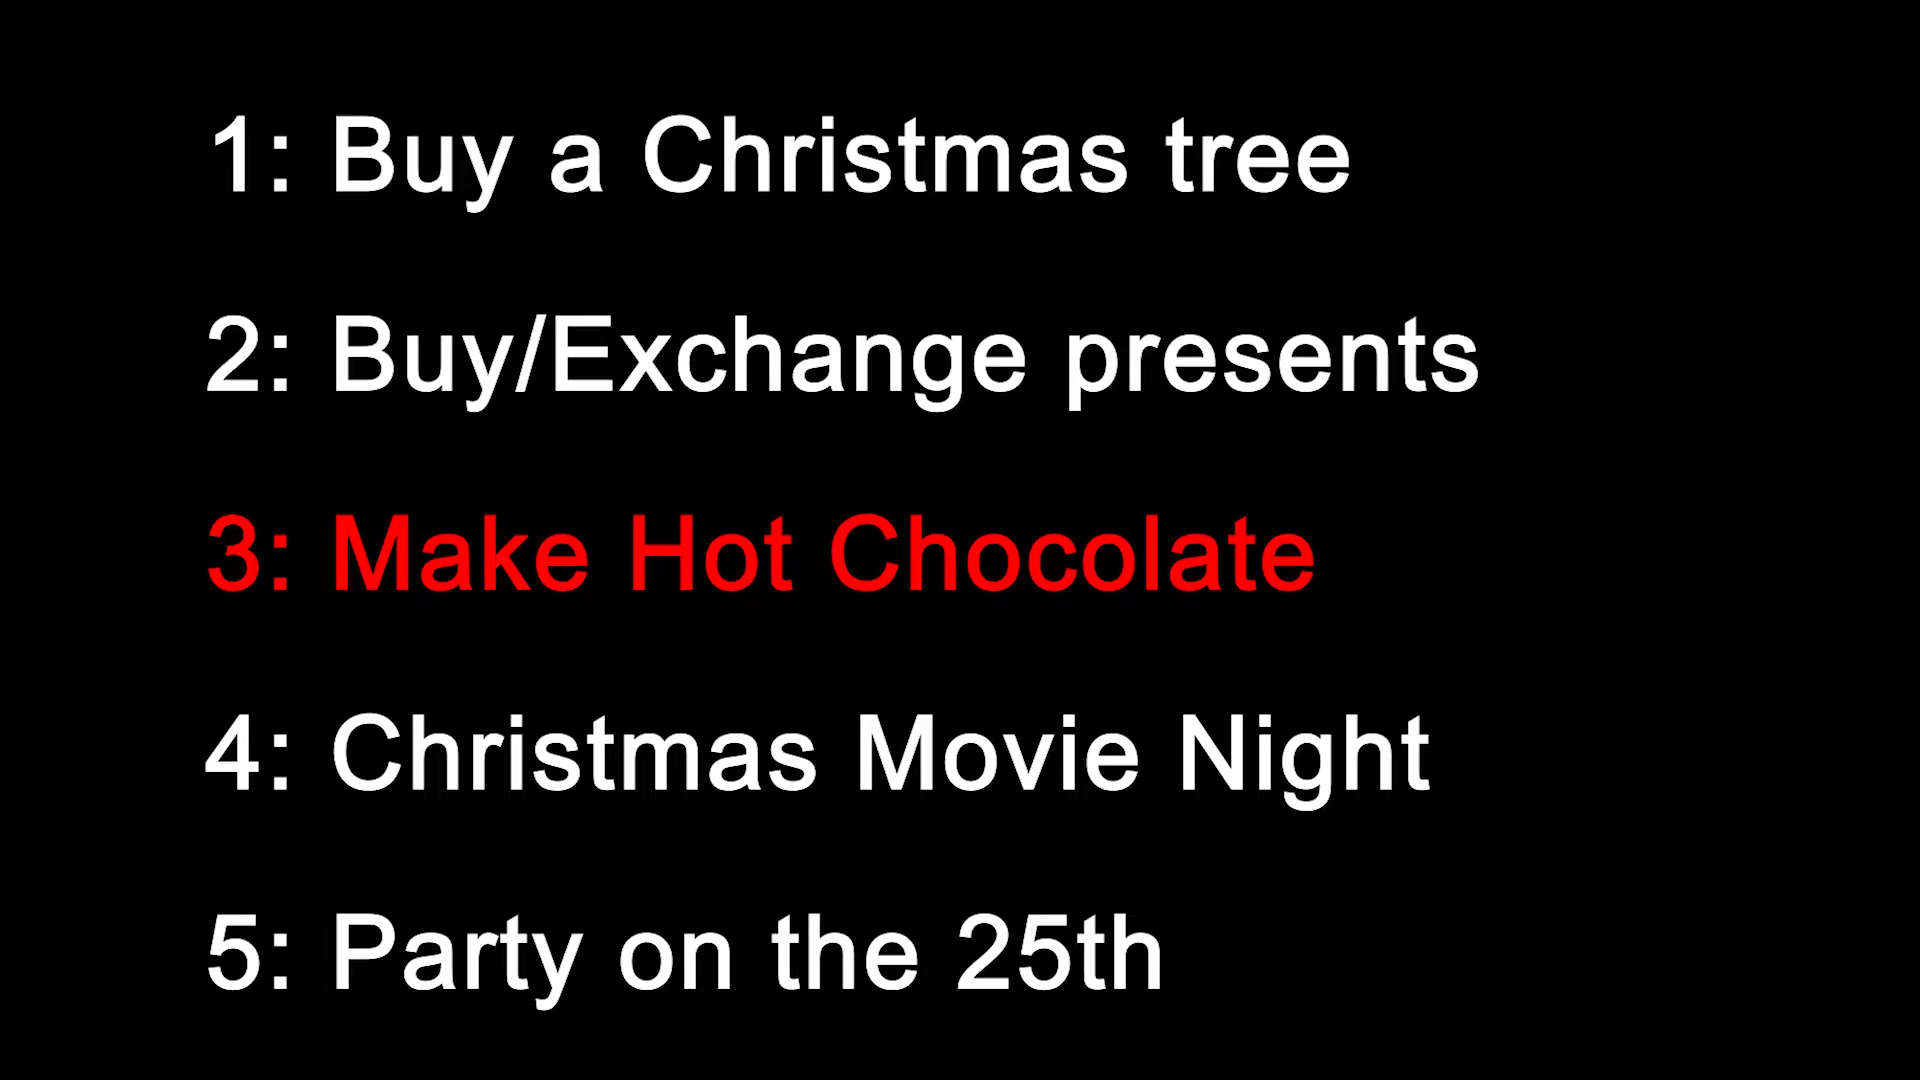 1: Buy a Christmas tree
2: Buy/Exchange presents
3: Make Hot Chocolate
4: Christmas Movie Night
5: Party on the 25th